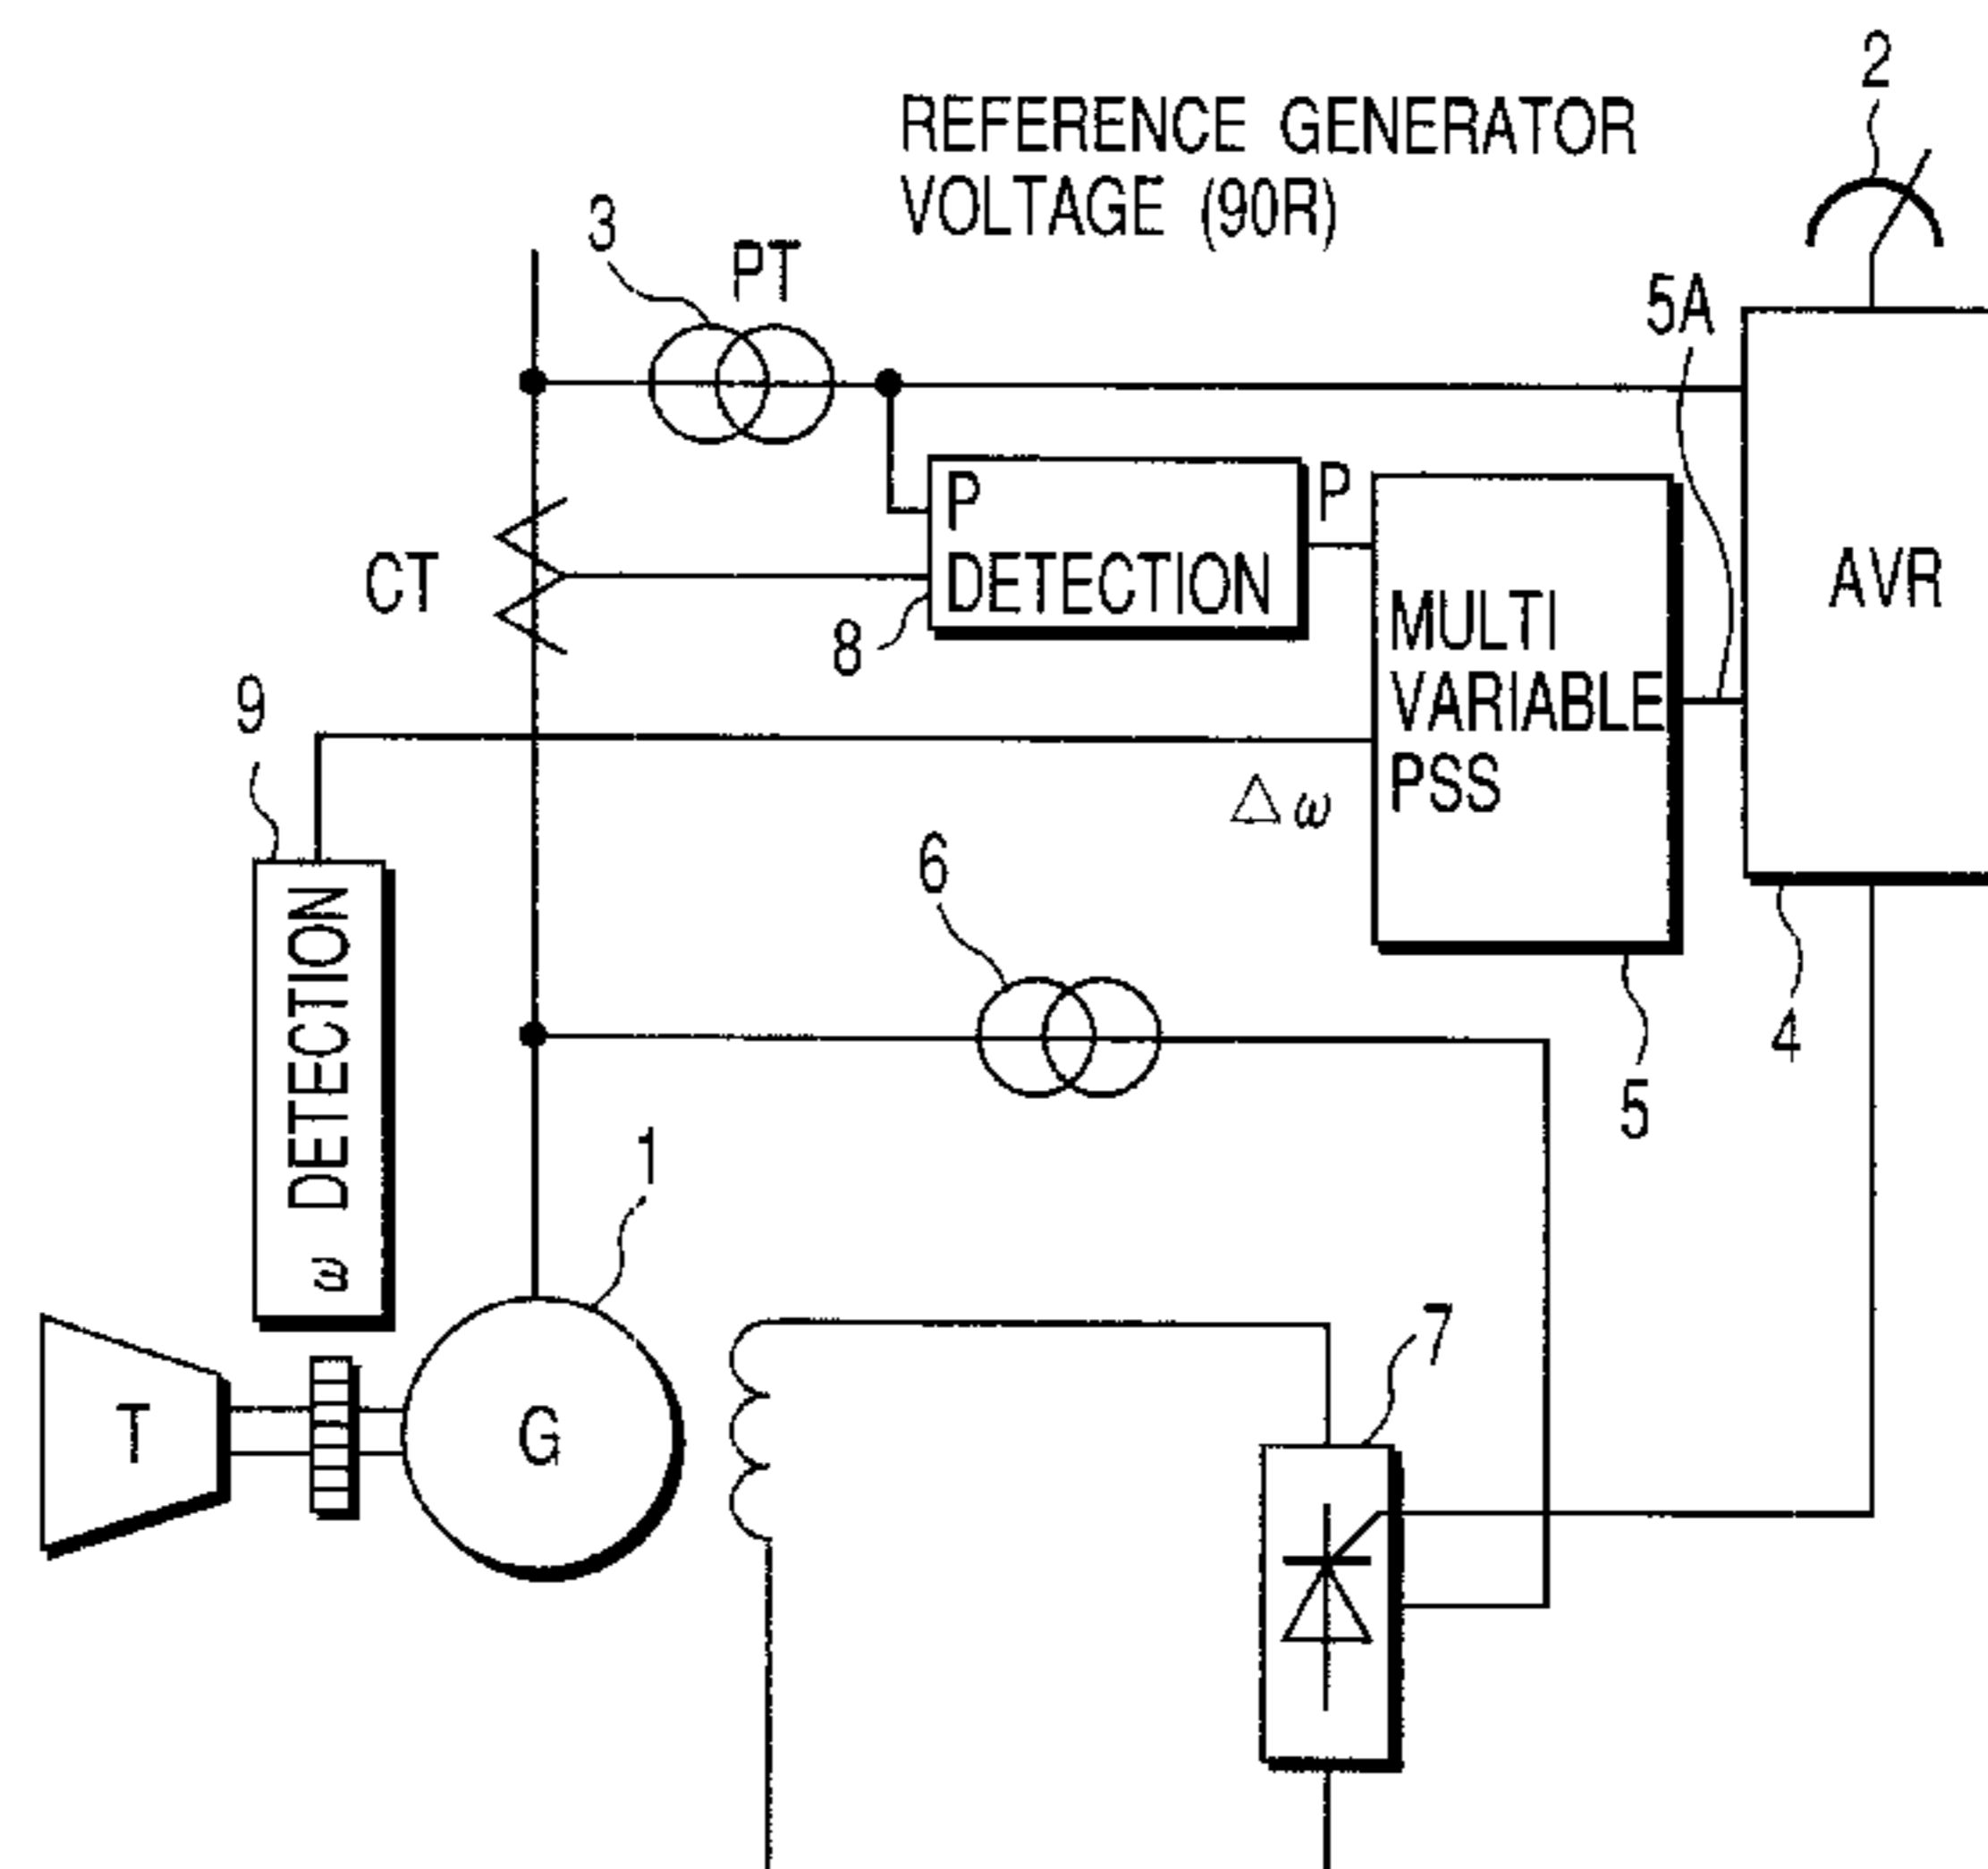 2
REFERENCE GENERATOR
VOLTAGE (90R)
3
PT
5A
P
DETECTION
P
CT
AVR
8
MULTI
VARIABLE
PSS
9
Δω
6
ω DETECTION
4
5
1
7
T
G